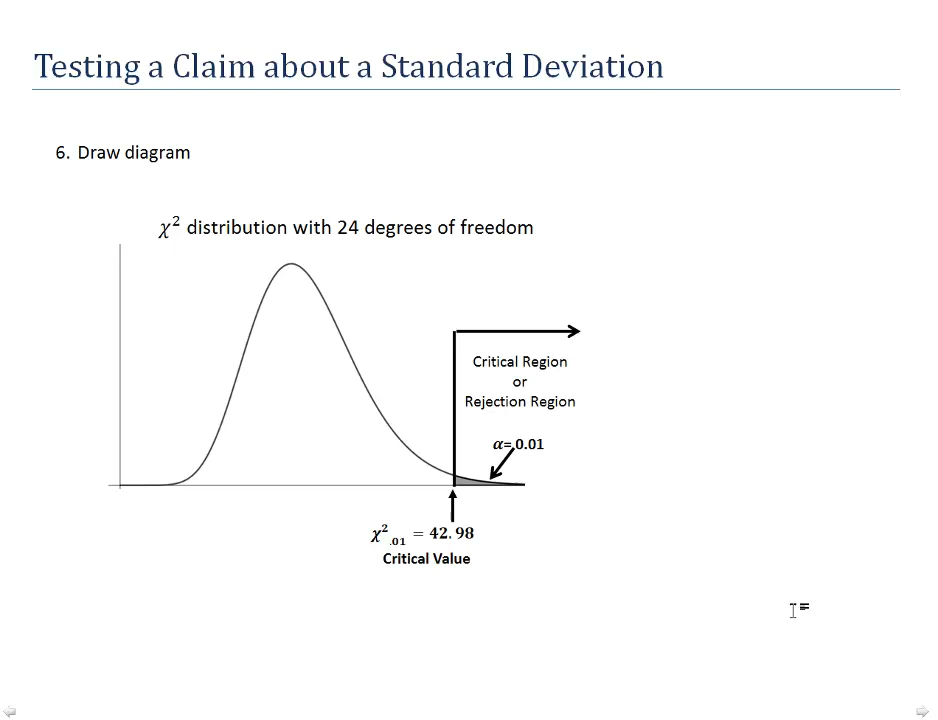 Testing a Claim about a Standard Deviation
6. Draw diagram
χ² distribution with 24 degrees of freedom
Critical Region
or
Rejection Region
α=0.01
χ².01 = 42.98
Critical Value